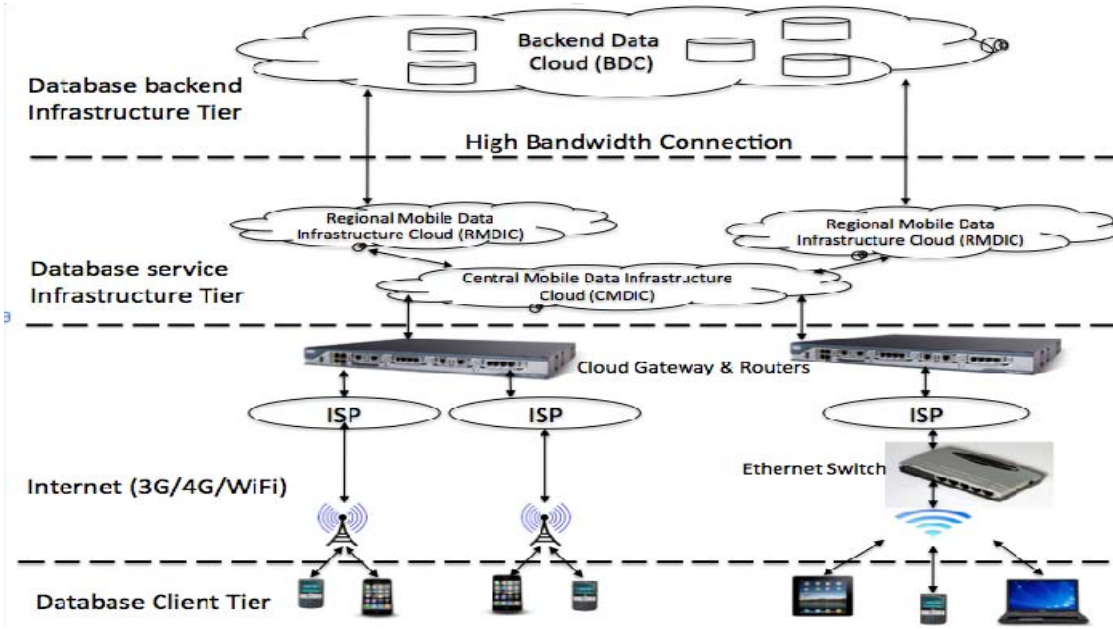 Backend Data
Cloud (BDC)
Database backend
Infrastructure Tier
High Bandwidth Connection
Regional Mobile Data
Infrastructure Cloud (RMDIC)
Regional Mobile Data
Infrastructure Cloud (RMDIC)
Database service
Infrastructure Tier
Central Mobile Data Infrastructure
Cloud (CMDIC)
Cloud Gateway & Routers
ISP
ISP
ISP
Ethernet Switch
Internet (3G/4G/WiFi)
Database Client Tier